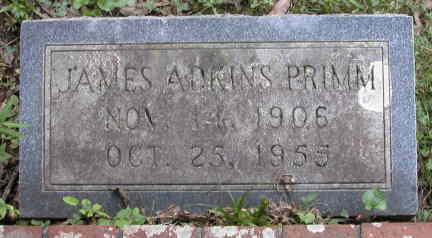 JAMES ADKINS PRIMM
NOV. 14, 1906
OCT. 25, 1955